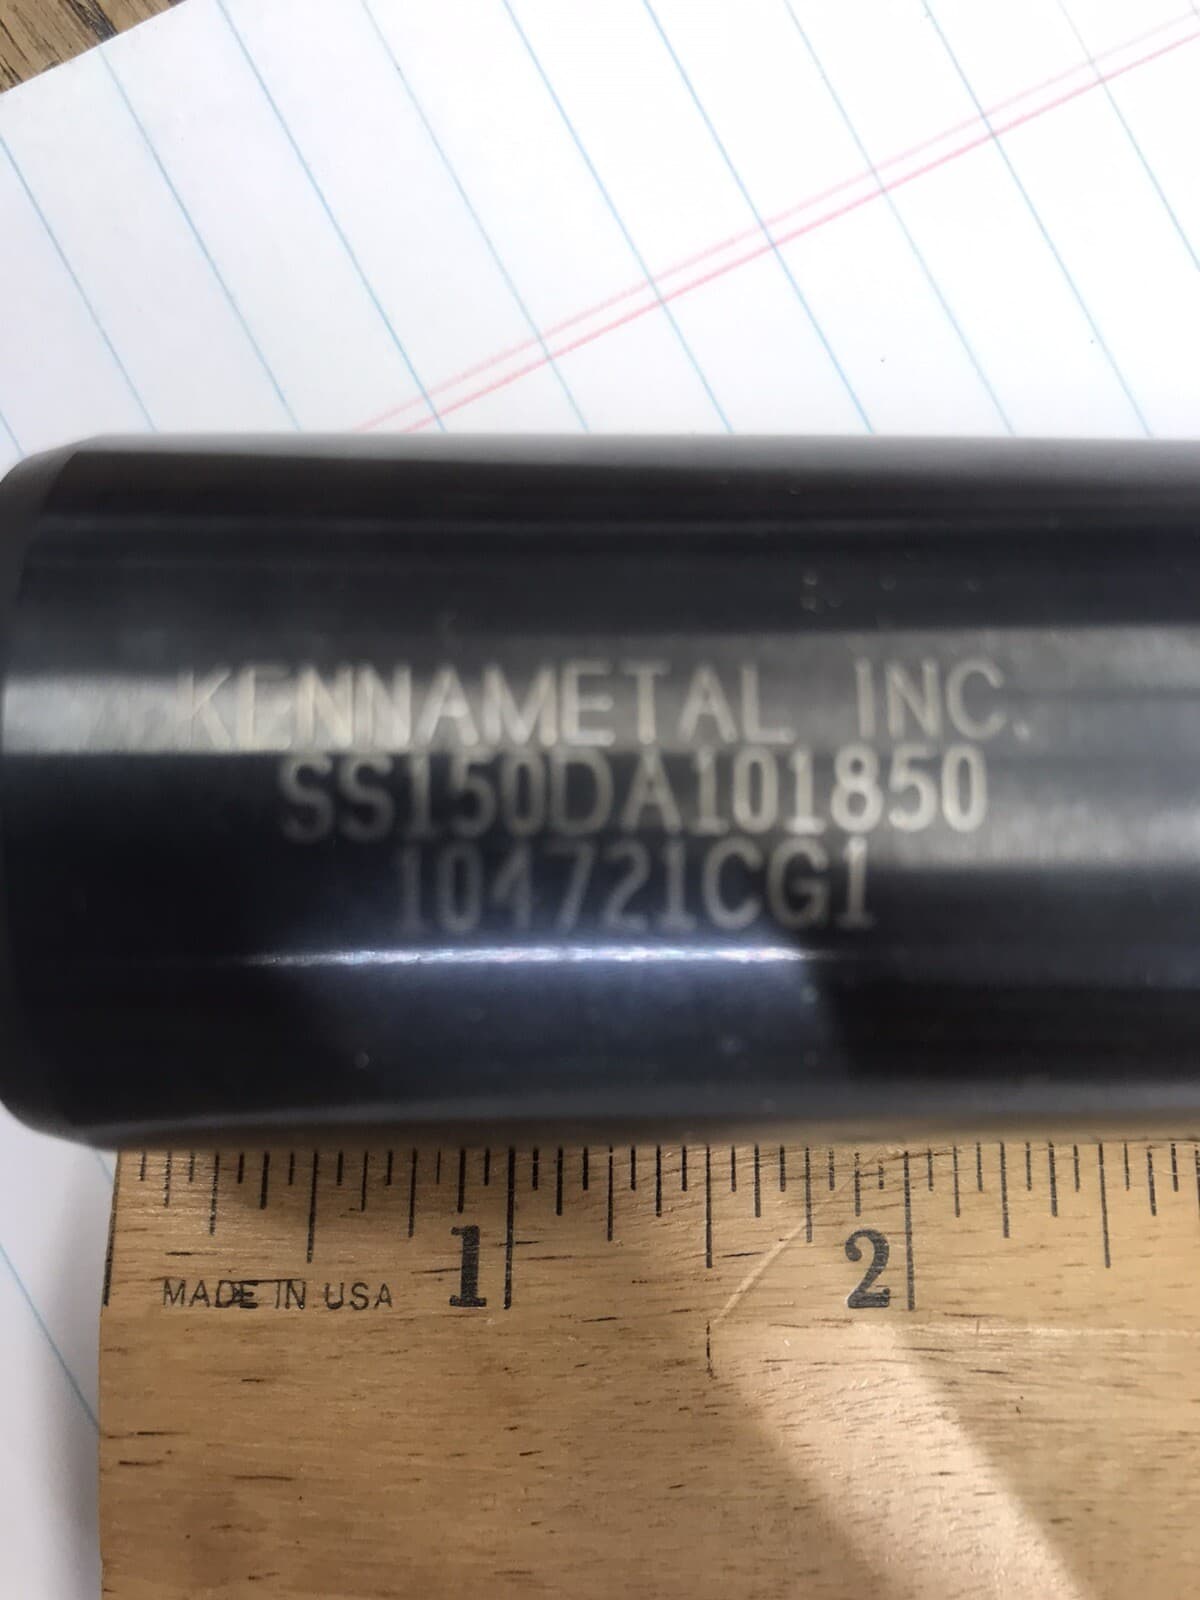 KENNAMETAL INC.
SS150DA101850
104721CG1
1
2
MADE IN USA